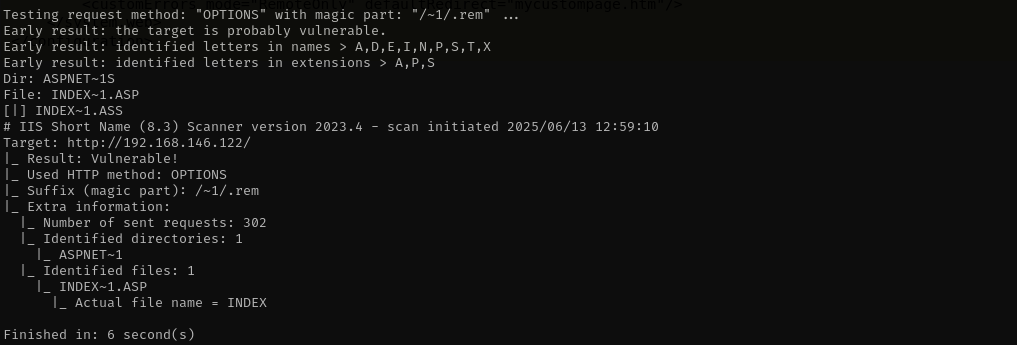 <customErrors mode="RemoteOnly" defaultRedirect="mycustompage.htm"/>
Testing request method: "OPTIONS" with magic part: "/~1/.rem" ...
Early result: the target is probably vulnerable.
Early result: identified letters in names > A,D,E,I,N,P,S,T,X
Early result: identified letters in extensions > A,P,S
Dir: ASPNET~1S
File: INDEX~1.ASP
[|] INDEX~1.ASS
# IIS Short Name (8.3) Scanner version 2023.4 - scan initiated 2025/06/13 12:59:10
Target: http://192.168.146.122/
|_ Result: Vulnerable!
|_ Used HTTP method: OPTIONS
|_ Suffix (magic part): /~1/.rem
|_ Extra information:
  |_ Number of sent requests: 302
  |_ Identified directories: 1
    |_ ASPNET~1
  |_ Identified files: 1
    |_ INDEX~1.ASP
      |_ Actual file name = INDEX
Finished in: 6 second(s)